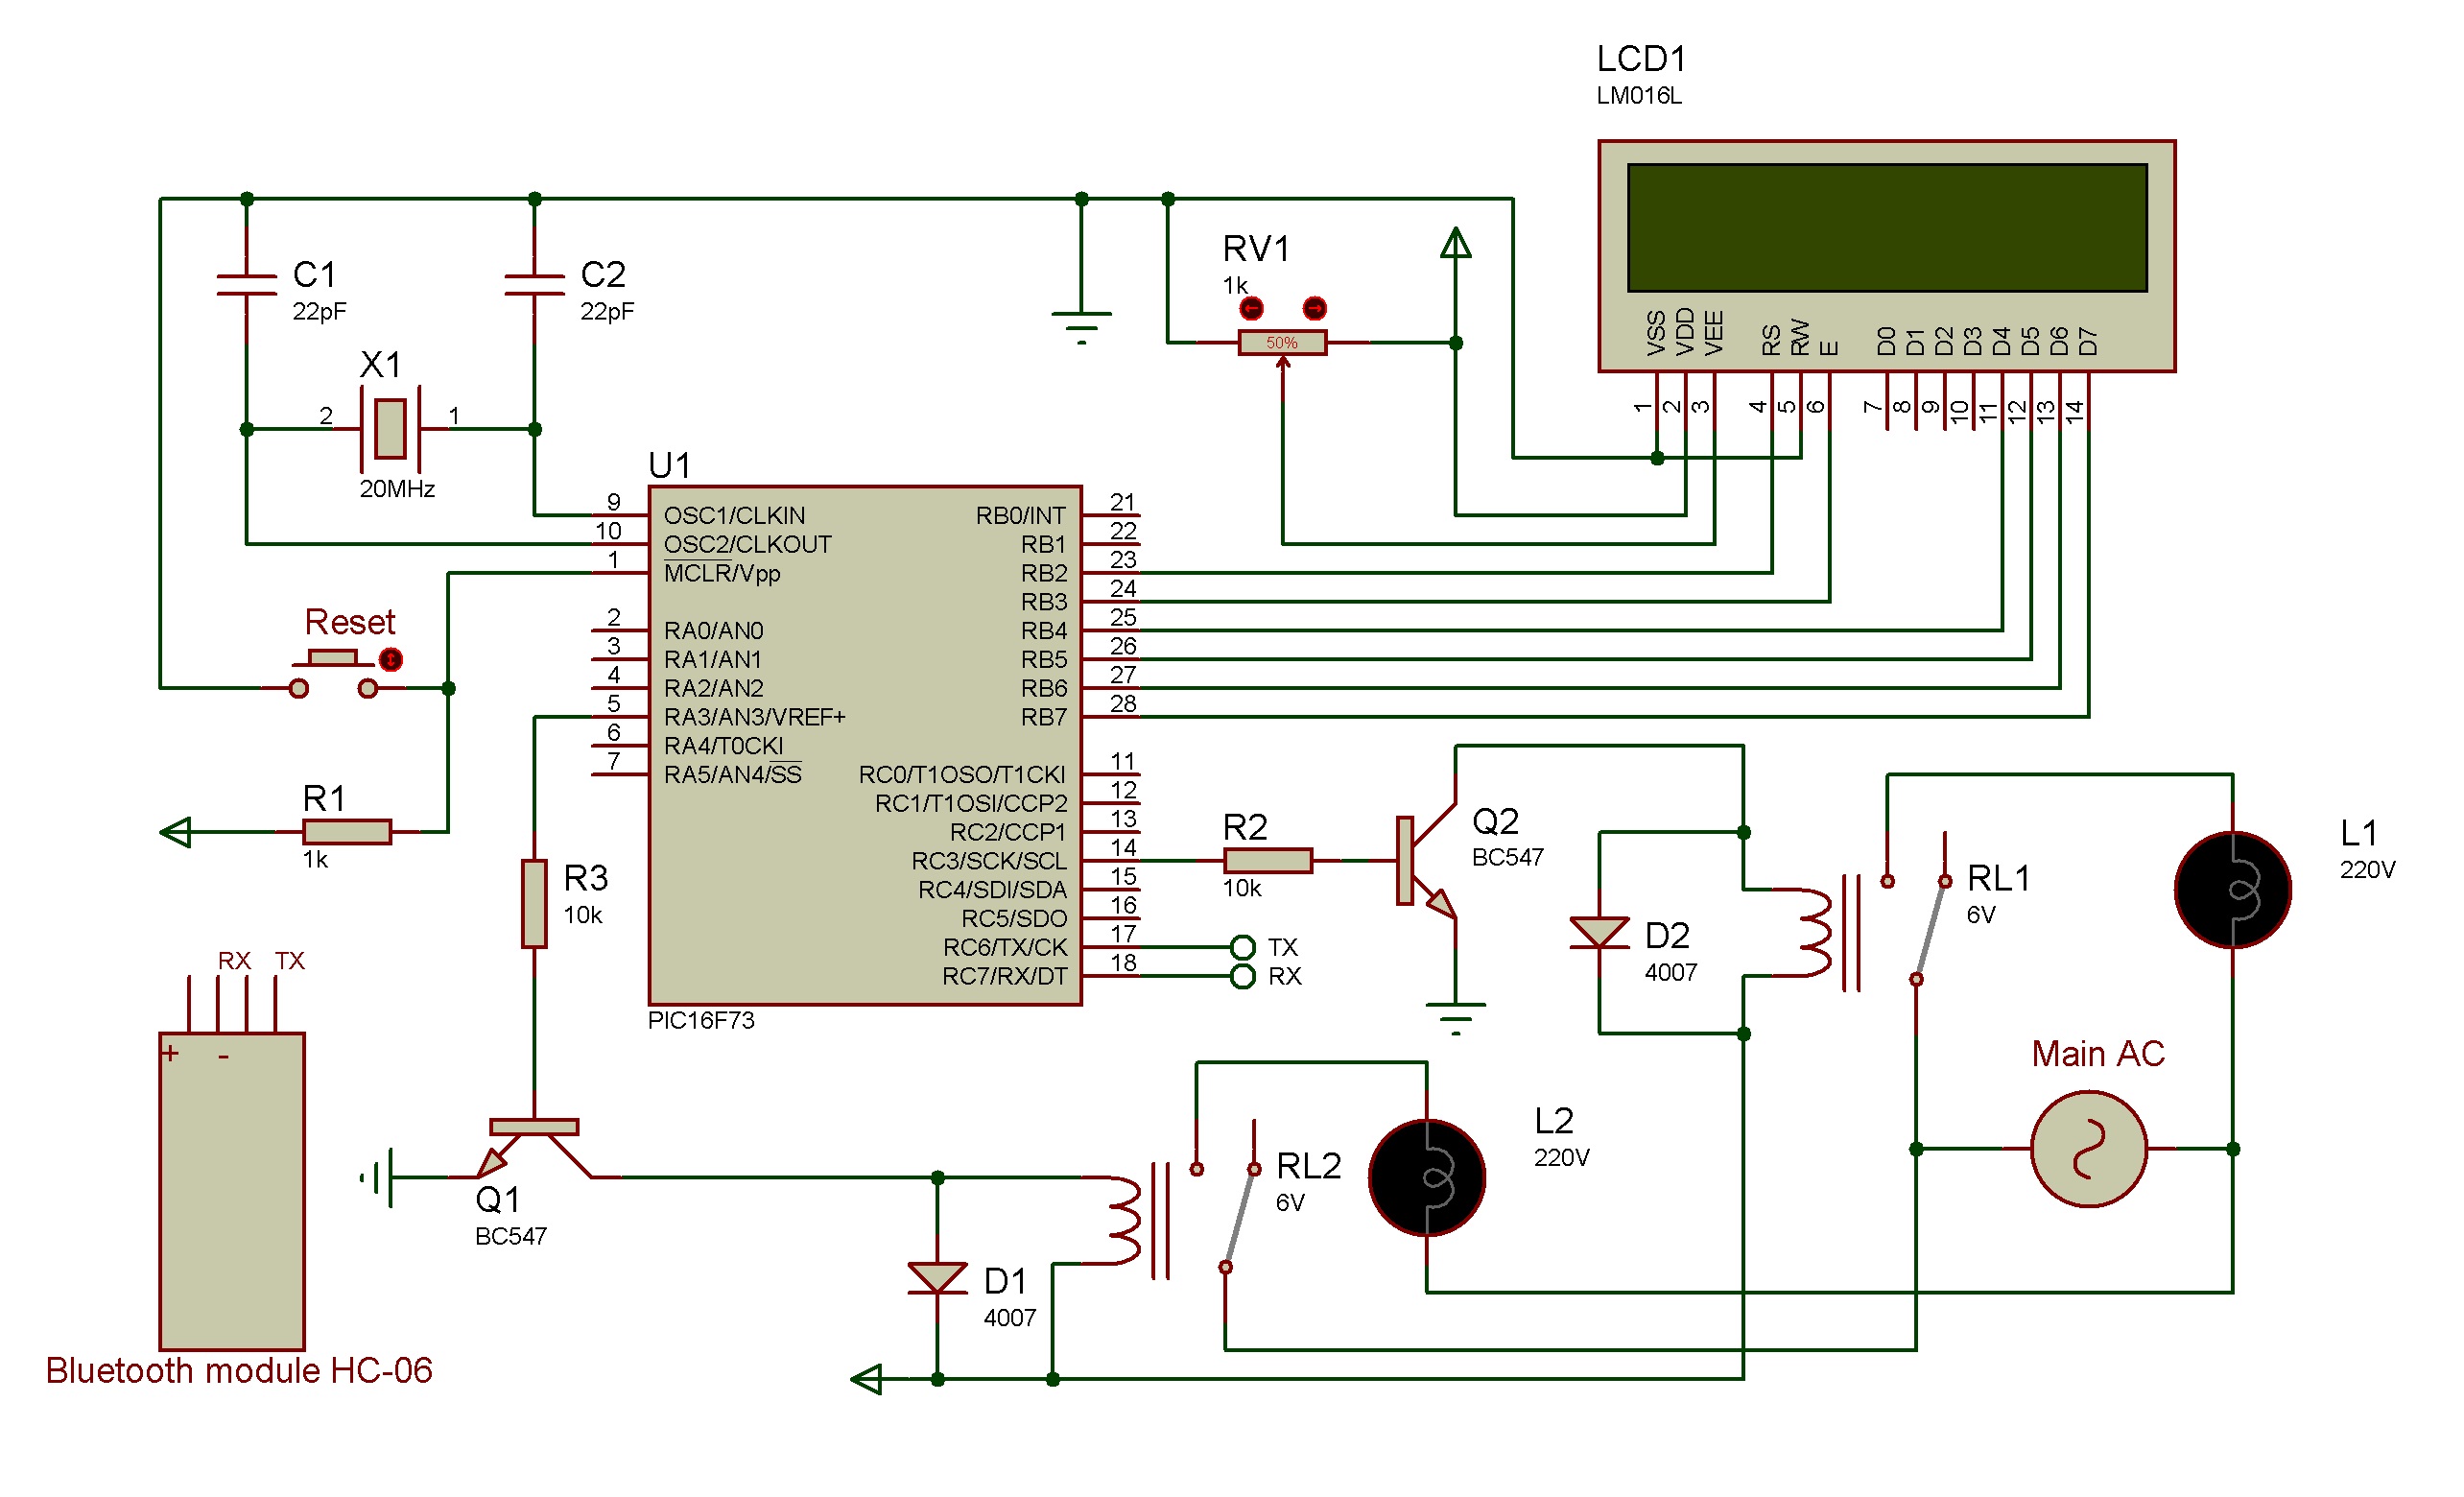 LCD1
LM016L
C1
22pF
C2
22pF
RV1
1k
50%
VSS
VDD
VEE
RS
RW
E
D0
D1
D2
D3
D4
D5
D6
D7
1
2
3
4
5
6
7
8
9
10
11
12
13
14
X1
2
1
20MHz
U1
9
OSC1/CLKIN
10
OSC2/CLKOUT
1
MCLR/Vpp
2
RA0/AN0
3
RA1/AN1
4
RA2/AN2
5
RA3/AN3/VREF+
6
RA4/T0CKI
7
RA5/AN4/SS
RB0/INT
21
RB1
22
RB2
23
RB3
24
RB4
25
RB5
26
RB6
27
RB7
28
RC0/T1OSO/T1CKI
11
RC1/T1OSI/CCP2
12
RC2/CCP1
13
RC3/SCK/SCL
14
RC4/SDI/SDA
15
RC5/SDO
16
RC6/TX/CK
17
RC7/RX/DT
18
PIC16F73
TX
RX
Reset
R1
1k
R3
10k
R2
10k
Q2
BC547
D2
4007
RL1
6V
L1
220V
Main AC
RX TX
+ -
Bluetooth module HC-06
Q1
BC547
D1
4007
RL2
6V
L2
220V